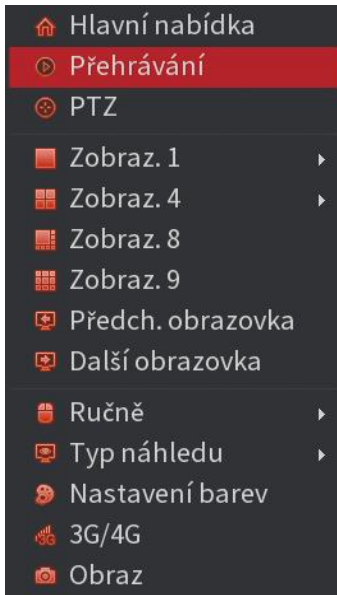 Hlavní nabídka
Přehrávání
PTZ
Zobraz. 1
Zobraz. 4
Zobraz. 8
Zobraz. 9
Předch. obrazovka
Další obrazovka
Ručně
Typ náhledu
Nastavení barev
3G/4G
Obraz